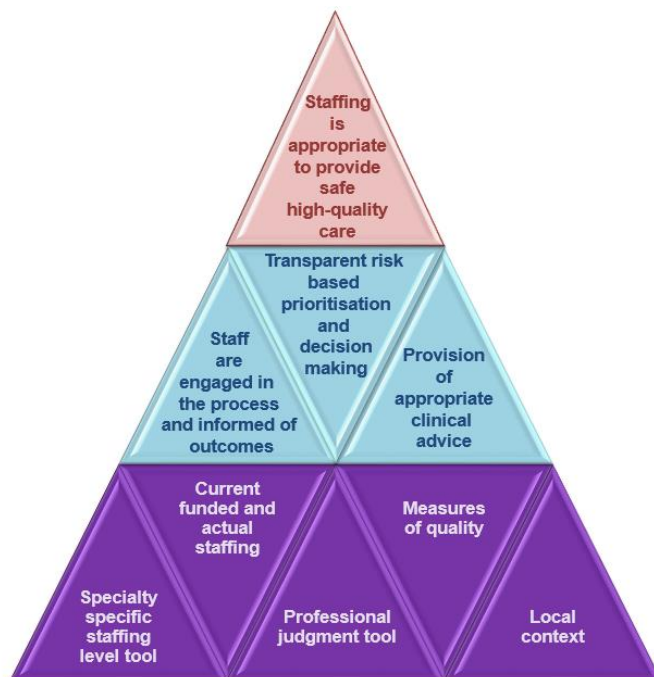 Staffing
is
appropriate
to provide
safe
high-quality
care
Transparent risk
based
prioritisation
and
decision
making
Staff
are
engaged in
the process
and informed of
outcomes
Provision
of
appropriate
clinical
advice
Current
funded and
actual
staffing
Measures
of quality
Specialty
specific
staffing
level tool
Professional
judgment tool
Local
context